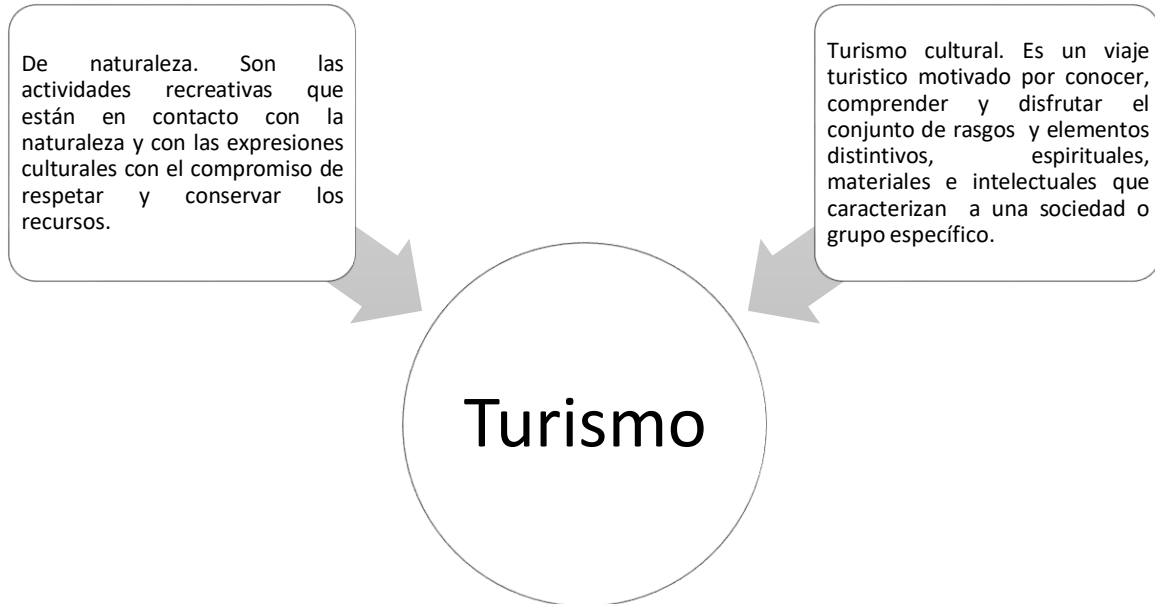 De naturaleza. Son las
actividades recreativas que
están en contacto con la
naturaleza y con las expresiones
culturales con el compromiso de
respetar y conservar los
recursos.
Turismo cultural. Es un viaje
turistico motivado por conocer,
comprender y disfrutar el
conjunto de rasgos y elementos
distintivos, espirituales,
materiales e intelectuales que
caracterizan a una sociedad o
grupo específico.
Turismo